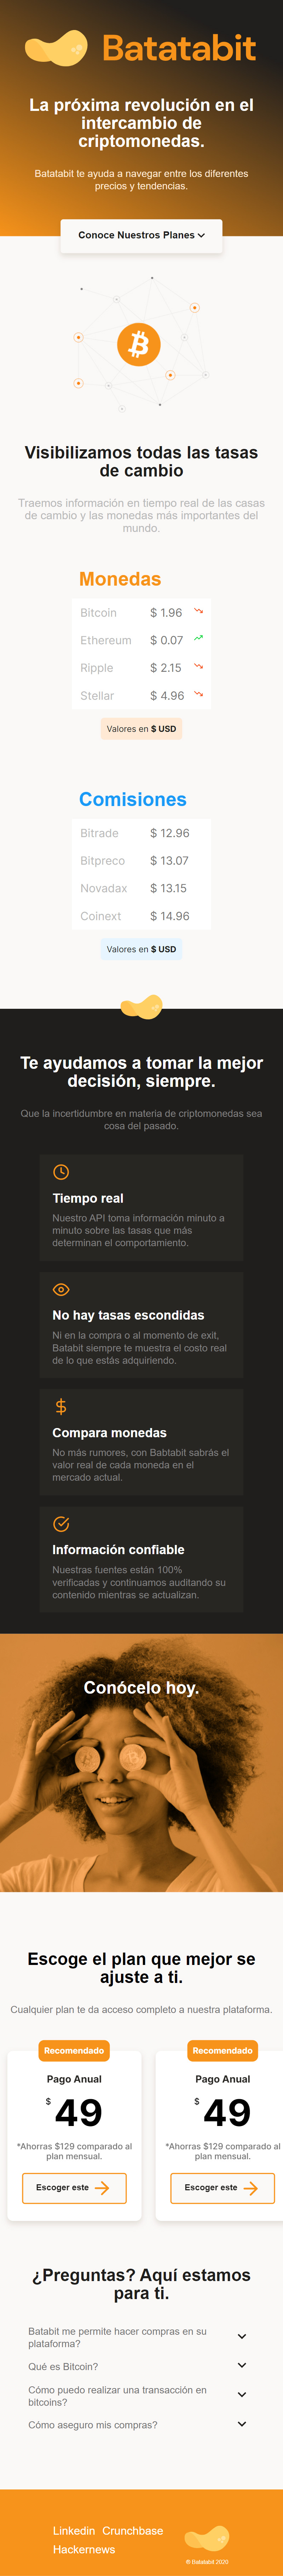 Batatabit
La próxima revolución en el
intercambio de
criptomonedas.
Batatabit te ayuda a navegar entre los diferentes
precios y tendencias.
Conoce Nuestros Planes
Visibilizamos todas las tasas
de cambio
Traemos información en tiempo real de las casas
de cambio y las monedas más importantes del
mundo.
Monedas
Bitcoin $ 1.96
Ethereum $ 0.07
Ripple $ 2.15
Stellar $ 4.96
Valores en $ USD
Comisiones
Bitrade $ 12.96
Bitpreco $ 13.07
Novadax $ 13.15
Coinext $ 14.96
Valores en $ USD
Te ayudamos a tomar la mejor
decisión, siempre.
Que la incertidumbre en materia de criptomonedas sea
cosa del pasado.
Tiempo real
Nuestro API toma información minuto a
minuto sobre las tasas que más
determinan el comportamiento.
No hay tasas escondidas
Ni en la compra o al momento de exit,
Batabit siempre te muestra el costo real
de lo que estás adquiriendo.
Compara monedas
No más rumores, con Babtabit sabrás el
valor real de cada moneda en el
mercado actual.
Información confiable
Nuestras fuentes están 100%
verificadas y continuamos auditando su
contenido mientras se actualizan.
Conócelo hoy.
Escoge el plan que mejor se
ajuste a ti.
Cualquier plan te da acceso completo a nuestra plataforma.
Recomendado
Pago Anual
$ 49
*Ahorras $129 comparado al
plan mensual.
Escoger este
Recomendado
Pago Anual
$ 49
*Ahorras $129 comparado al
plan mensual.
Escoger este
¿Preguntas? Aquí estamos
para ti.
Batabit me permite hacer compras en su
plataforma?
Qué es Bitcoin?
Cómo puedo realizar una transacción en
bitcoins?
Cómo aseguro mis compras?
Linkedin Crunchbase
Hackernews
® Batatabit 2020